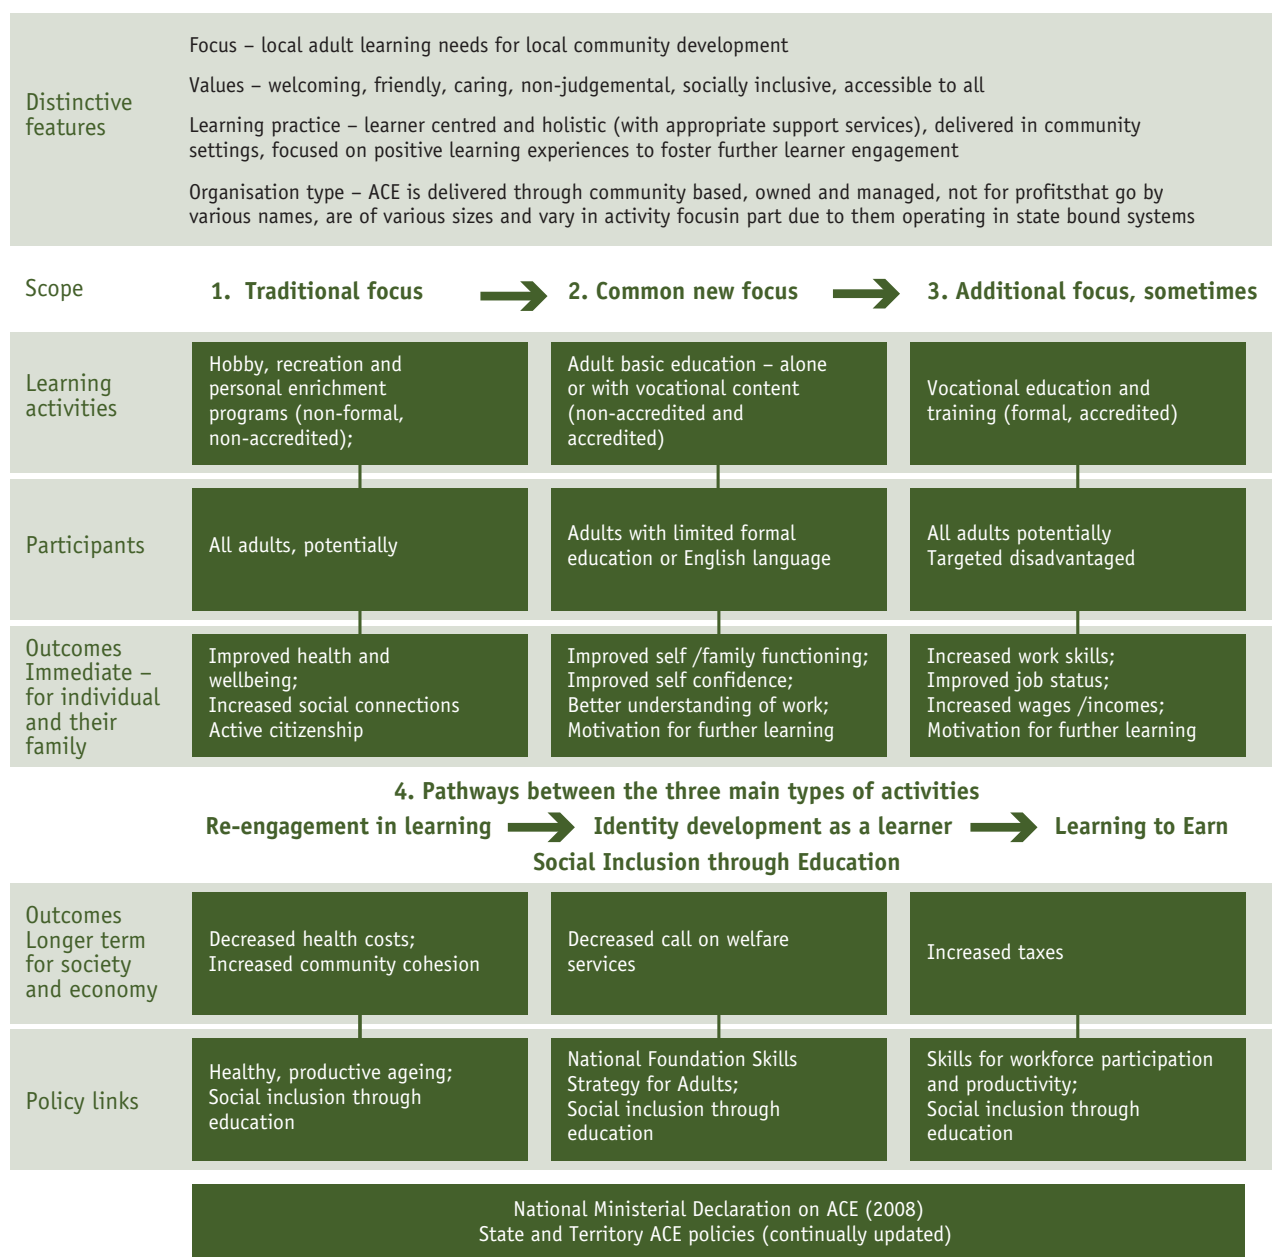 Distinctive
features
Focus – local adult learning needs for local community development
Values – welcoming, friendly, caring, non-judgemental, socially inclusive, accessible to all
Learning practice – learner centred and holistic (with appropriate support services), delivered in community
settings, focused on positive learning experiences to foster further learner engagement
Organisation type – ACE is delivered through community based, owned and managed, not for profitsthat go by
various names, are of various sizes and vary in activity focusin part due to them operating in state bound systems
Scope
1. Traditional focus
2. Common new focus
3. Additional focus, sometimes
Learning
activities
Hobby, recreation and
personal enrichment
programs (non-formal,
non-accredited);
Adult basic education – alone
or with vocational content
(non-accredited and
accredited)
Vocational education and
training (formal, accredited)
Participants
All adults, potentially
Adults with limited formal
education or English language
All adults potentially
Targeted disadvantaged
Outcomes
Immediate –
for individual
and their
family
Improved health and
wellbeing;
Increased social connections
Active citizenship
Improved self /family functioning;
Improved self confidence;
Better understanding of work;
Motivation for further learning
Increased work skills;
Improved job status;
Increased wages /incomes;
Motivation for further learning
4. Pathways between the three main types of activities
Re-engagement in learning
Identity development as a learner
Learning to Earn
Social Inclusion through Education
Outcomes
Longer term
for society
and economy
Decreased health costs;
Increased community cohesion
Decreased call on welfare
services
Increased taxes
Policy links
Healthy, productive ageing;
Social inclusion through
education
National Foundation Skills
Strategy for Adults;
Social inclusion through
education
Skills for workforce participation
and productivity;
Social inclusion through
education
National Ministerial Declaration on ACE (2008)
State and Territory ACE policies (continually updated)